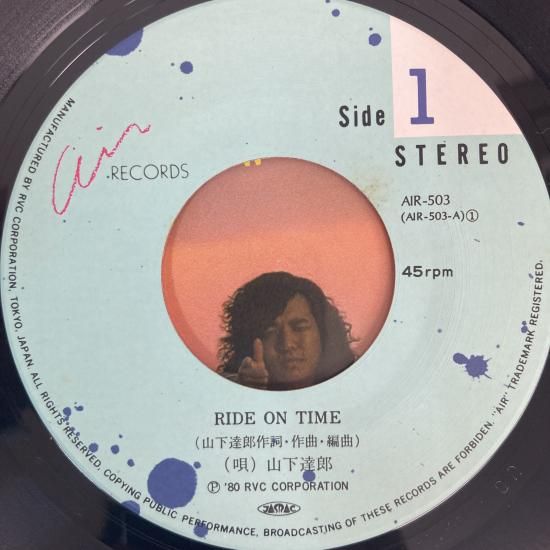 Side 1
STEREO
air RECORDS
AIR-503
(AIR-503-A)①
45rpm
RIDE ON TIME
(山下達郎作詞・作曲・編曲)
(唄) 山下達郎
Ⓟ '80 RVC CORPORATION
JASRAC
MANUFACTURED BY RVC CORPORATION, TOKYO, JAPAN. ALL RIGHTS RESERVED. COPYING PUBLIC PERFORMANCE, BROADCASTING OF THESE RECORDS ARE FORBIDDEN. "AIR" TRADEMARK REGISTERED.